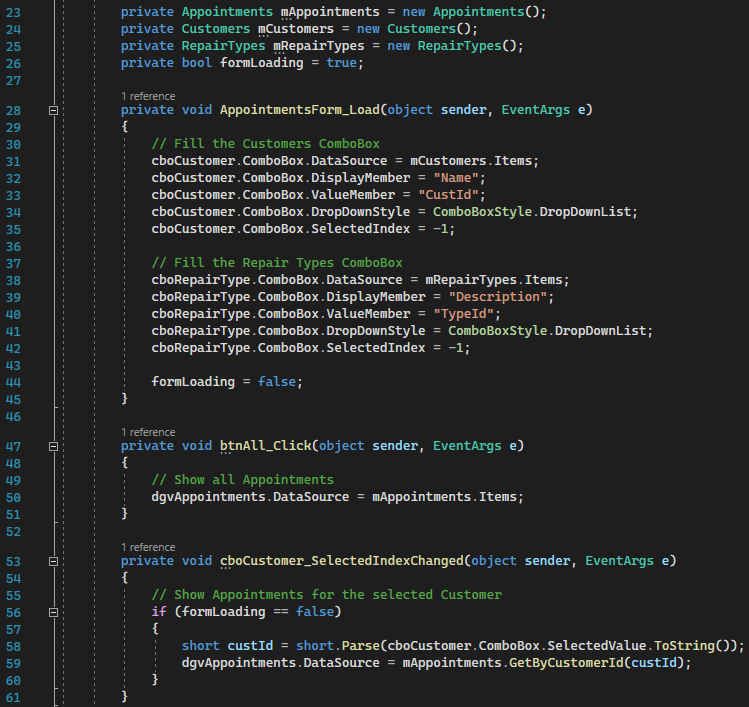 23 private Appointments mAppointments = new Appointments();
24 private Customers mCustomers = new Customers();
25 private RepairTypes mRepairTypes = new RepairTypes();
26 private bool formLoading = true;
27
1 reference
28 private void AppointmentsForm_Load(object sender, EventArgs e)
29 {
30 // Fill the Customers ComboBox
31 cboCustomer.ComboBox.DataSource = mCustomers.Items;
32 cboCustomer.ComboBox.DisplayMember = "Name";
33 cboCustomer.ComboBox.ValueMember = "CustId";
34 cboCustomer.ComboBox.DropDownStyle = ComboBoxStyle.DropDownList;
35 cboCustomer.ComboBox.SelectedIndex = -1;
36
37 // Fill the Repair Types ComboBox
38 cboRepairType.ComboBox.DataSource = mRepairTypes.Items;
39 cboRepairType.ComboBox.DisplayMember = "Description";
40 cboRepairType.ComboBox.ValueMember = "TypeId";
41 cboRepairType.ComboBox.DropDownStyle = ComboBoxStyle.DropDownList;
42 cboRepairType.ComboBox.SelectedIndex = -1;
43
44 formLoading = false;
45 }
46
1 reference
47 private void btnAll_Click(object sender, EventArgs e)
48 {
49 // Show all Appointments
50 dgvAppointments.DataSource = mAppointments.Items;
51 }
52
1 reference
53 private void cboCustomer_SelectedIndexChanged(object sender, EventArgs e)
54 {
55 // Show Appointments for the selected Customer
56 if (formLoading == false)
57 {
58 short custId = short.Parse(cboCustomer.ComboBox.SelectedValue.ToString());
59 dgvAppointments.DataSource = mAppointments.GetByCustomerId(custId);
60 }
61 }